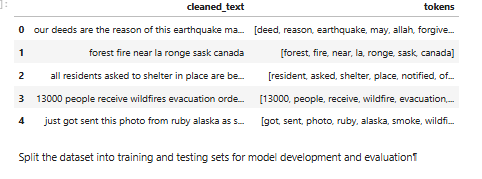 ]:
cleaned_text tokens
0 our deeds are the reason of this earthquake ma... [deed, reason, earthquake, may, allah, forgive...
1 forest fire near la ronge sask canada [forest, fire, near, la, ronge, sask, canada]
2 all residents asked to shelter in place are be... [resident, asked, shelter, place, notified, of...
3 13000 people receive wildfires evacuation orde... [13000, people, receive, wildfire, evacuation,...
4 just got sent this photo from ruby alaska as s... [got, sent, photo, ruby, alaska, smoke, wildfi...
Split the dataset into training and testing sets for model development and evaluation¶